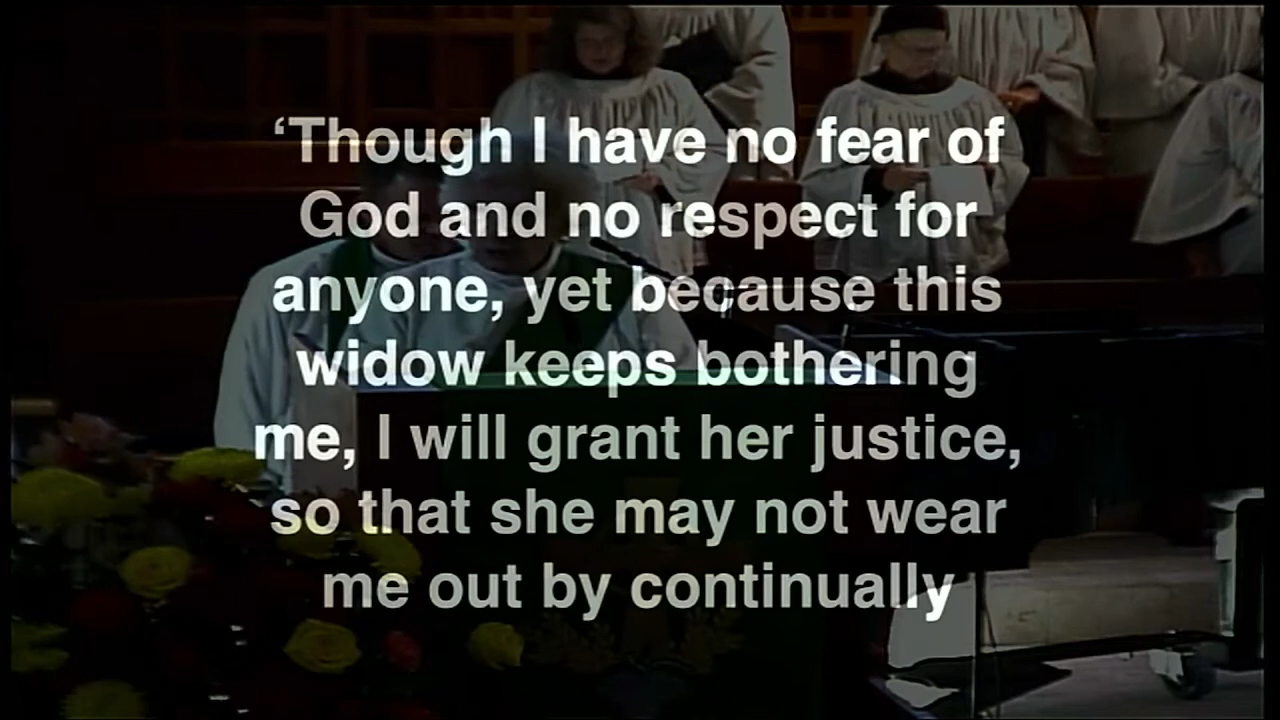 ‘Though I have no fear of
God and no respect for
anyone, yet because this
widow keeps bothering
me, I will grant her justice,
so that she may not wear
me out by continually